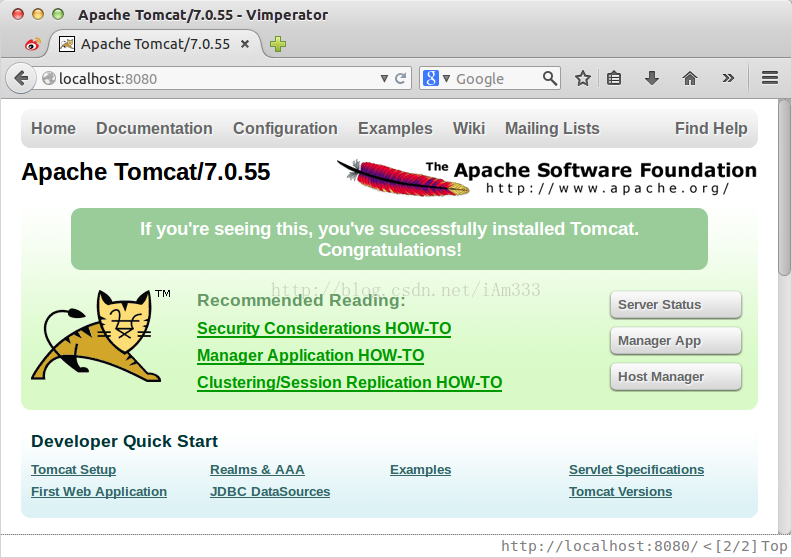 Apache Tomcat/7.0.55 - Vimperator
Apache Tomcat/7.0.55
localhost:8080
Google
Home Documentation Configuration Examples Wiki Mailing Lists Find Help
Apache Tomcat/7.0.55
The Apache Software Foundation
http://www.apache.org/
If you're seeing this, you've successfully installed Tomcat.
Congratulations!
http://blog.csdn.net/iAm333
TM
Recommended Reading:
Security Considerations HOW-TO
Manager Application HOW-TO
Clustering/Session Replication HOW-TO
Server Status
Manager App
Host Manager
Developer Quick Start
Tomcat Setup Realms & AAA Examples Servlet Specifications
First Web Application JDBC DataSources Tomcat Versions
http://localhost:8080/ <[2/2] Top